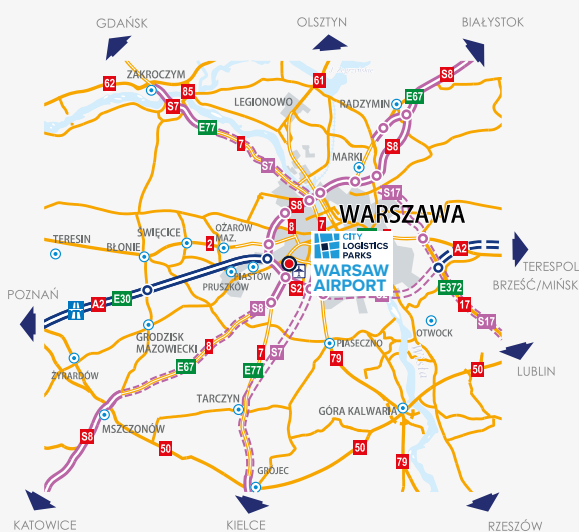 GDAŃSK
OLSZTYN
BIAŁYSTOK
ZAKROCZYM
62
85
S7
61
S8
E67
LEGIONOWO
RADZYMIN
E77
7
S8
S7
MARKI
S17
S8
WARSZAWA
7
8
ŚWIĘCICE
OŻARÓW
MAZ.
2
TERESIN
BŁONIE
CITY
LOGISTICS
PARKS
WARSAW
AIRPORT
A2
PIASTÓW
PRUSZKÓW
S2
TERESPOL
BRZEŚĆ/MIŃSK
E372
POZNAŃ
A2
E30
S8
17
S17
OTWOCK
GRODZISK
MAZOWIECKI
8
7
S7
PIASECZNO
79
LUBLIN
E67
E77
50
ŻYRARDÓW
TARCZYN
GÓRA KALWARIA
MSZCZONÓW
S8
50
50
79
GRÓJEC
KATOWICE
KIELCE
RZESZÓW